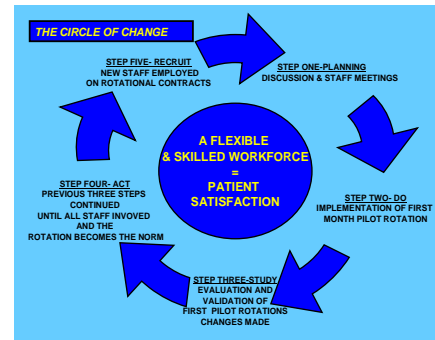 THE CIRCLE OF CHANGE
STEP FIVE- RECRUIT
NEW STAFF EMPLOYED
ON ROTATIONAL CONTRACTS
STEP ONE-PLANNING
DISCUSSION & STAFF MEETINGS
A FLEXIBLE
& SKILLED WORKFORCE
=
PATIENT
SATISFACTION
STEP TWO- DO
IMPLEMENTATION OF FIRST
MONTH PILOT ROTATION
STEP THREE-STUDY
EVALUATION AND
VALIDATION OF
FIRST PILOT ROTATIONS
CHANGES MADE
STEP FOUR- ACT
PREVIOUS THREE STEPS
CONTINUED
UNTIL ALL STAFF INVOVED
AND THE
ROTATION BECOMES THE NORM